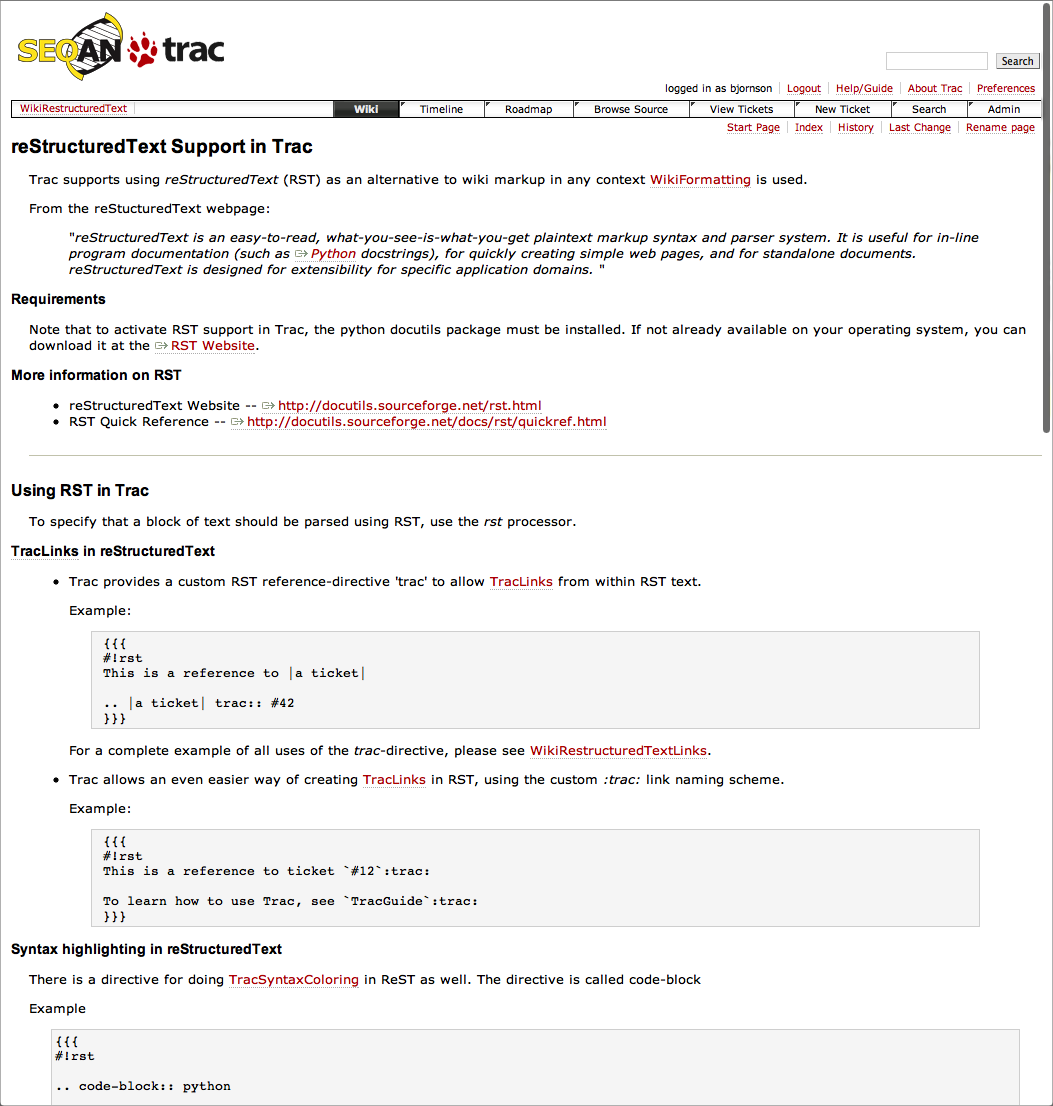 SEQAN trac
Search
logged in as bjornson Logout Help/Guide About Trac Preferences
WikiRestructuredText Wiki Timeline Roadmap Browse Source View Tickets New Ticket Search Admin
Start Page Index History Last Change Rename page
reStructuredText Support in Trac
Trac supports using reStructuredText (RST) as an alternative to wiki markup in any context WikiFormatting is used.
From the reStucturedText webpage:
"reStructuredText is an easy-to-read, what-you-see-is-what-you-get plaintext markup syntax and parser system. It is useful for in-line
program documentation (such as Python docstrings), for quickly creating simple web pages, and for standalone documents.
reStructuredText is designed for extensibility for specific application domains. "
Requirements
Note that to activate RST support in Trac, the python docutils package must be installed. If not already available on your operating system, you can
download it at the RST Website.
More information on RST
• reStructuredText Website -- http://docutils.sourceforge.net/rst.html
• RST Quick Reference -- http://docutils.sourceforge.net/docs/rst/quickref.html
Using RST in Trac
To specify that a block of text should be parsed using RST, use the rst processor.
TracLinks in reStructuredText
• Trac provides a custom RST reference-directive 'trac' to allow TracLinks from within RST text.
Example:
{{{
#!rst
This is a reference to |a ticket|
.. |a ticket| trac:: #42
}}}
For a complete example of all uses of the trac-directive, please see WikiRestructuredTextLinks.
• Trac allows an even easier way of creating TracLinks in RST, using the custom :trac: link naming scheme.
Example:
{{{
#!rst
This is a reference to ticket `#12`:trac:
To learn how to use Trac, see `TracGuide`:trac:
}}}
Syntax highlighting in reStructuredText
There is a directive for doing TracSyntaxColoring in ReST as well. The directive is called code-block
Example
{{{
#!rst
.. code-block:: python